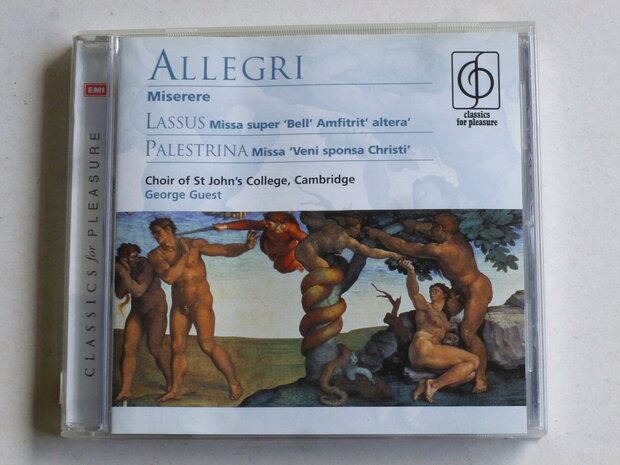 EMI
CLASSICS for PLEASURE
ALLEGRI
Miserere
LASSUS Missa super ‘Bell’ Amfitrit’ altera’
PALESTRINA Missa ‘Veni sponsa Christi’
Choir of St John's College, Cambridge
George Guest
classics
for pleasure